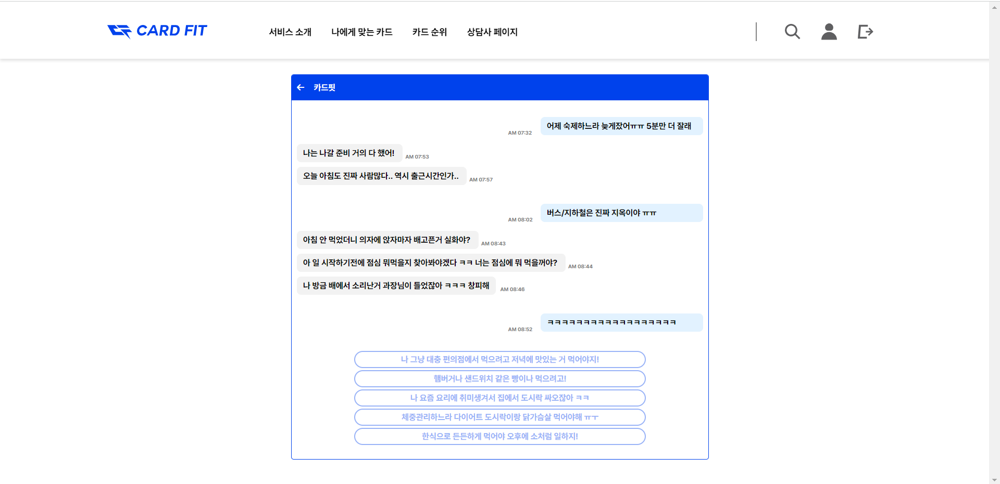 CARD FIT
서비스 소개
나에게 맞는 카드
카드 순위
상담사 페이지
카드핏
어제 숙제하느라 늦게잤어ㅠㅠ 5분만 더 잘래
AM 07:32
나는 나갈 준비 거의 다 했어!
AM 07:53
오늘 아침도 진짜 사람많다.. 역시 출근시간인가..
AM 07:57
버스/지하철은 진짜 지옥이야 ㅠㅠ
AM 08:02
아침 안 먹었더니 의자에 앉자마자 배고픈거 실화야?
AM 08:43
아 일 시작하기전에 점심 뭐먹을지 찾아봐야겠다 ㅋㅋ 너는 점심에 뭐 먹을꺼야?
AM 08:44
나 방금 배에서 소리난거 과장님이 들었잖아 ㅋㅋㅋ 창피해
AM 08:46
ㅋㅋㅋㅋㅋㅋㅋㅋㅋㅋㅋㅋㅋㅋㅋㅋㅋㅋ
AM 08:52
나 그냥 대충 편의점에서 먹으려고 저녁에 맛있는 거 먹어야지!
햄버거나 샌드위치 같은 빵이나 먹으려고!
나 요즘 요리에 취미생겨서 집에서 도시락 싸오잖아 ㅋㅋ
체중관리하느라 다이어트 도시락이랑 닭가슴살 먹어야해 ㅠㅜ
한식으로 든든하게 먹어야 오후에 소처럼 일하지!